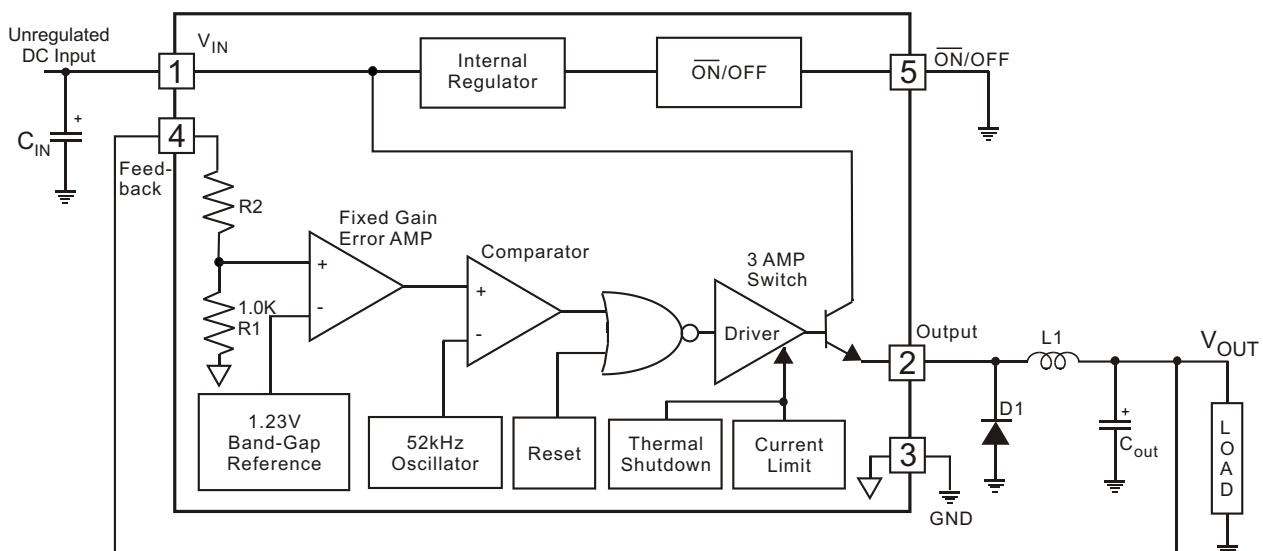 Unregulated
DC Input
V_IN
1
Internal
Regulator
O̅N̅/OFF
5
O̅N̅/OFF
+
C_IN
4
Feed-
back
R2
1.0K
R1
Fixed Gain
Error AMP
+
-
Comparator
+
-
3 AMP
Switch
Driver
Output
2
L1
V_OUT
1.23V
Band-Gap
Reference
52kHz
Oscillator
Reset
Thermal
Shutdown
Current
Limit
3
GND
D1
+
C_out
LOAD